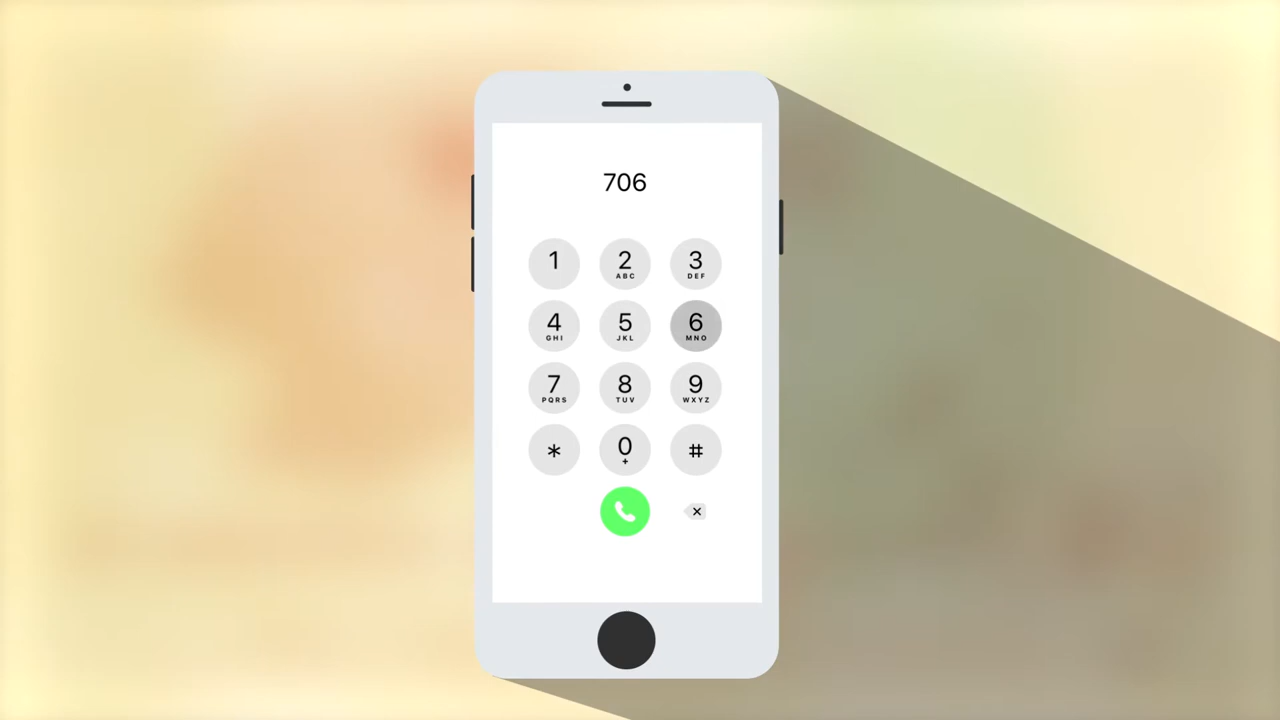 706
1 2 3
ABC DEF
4 5 6
GHI JKL MNO
7 8 9
PQRS TUV WXYZ
* 0 #
+